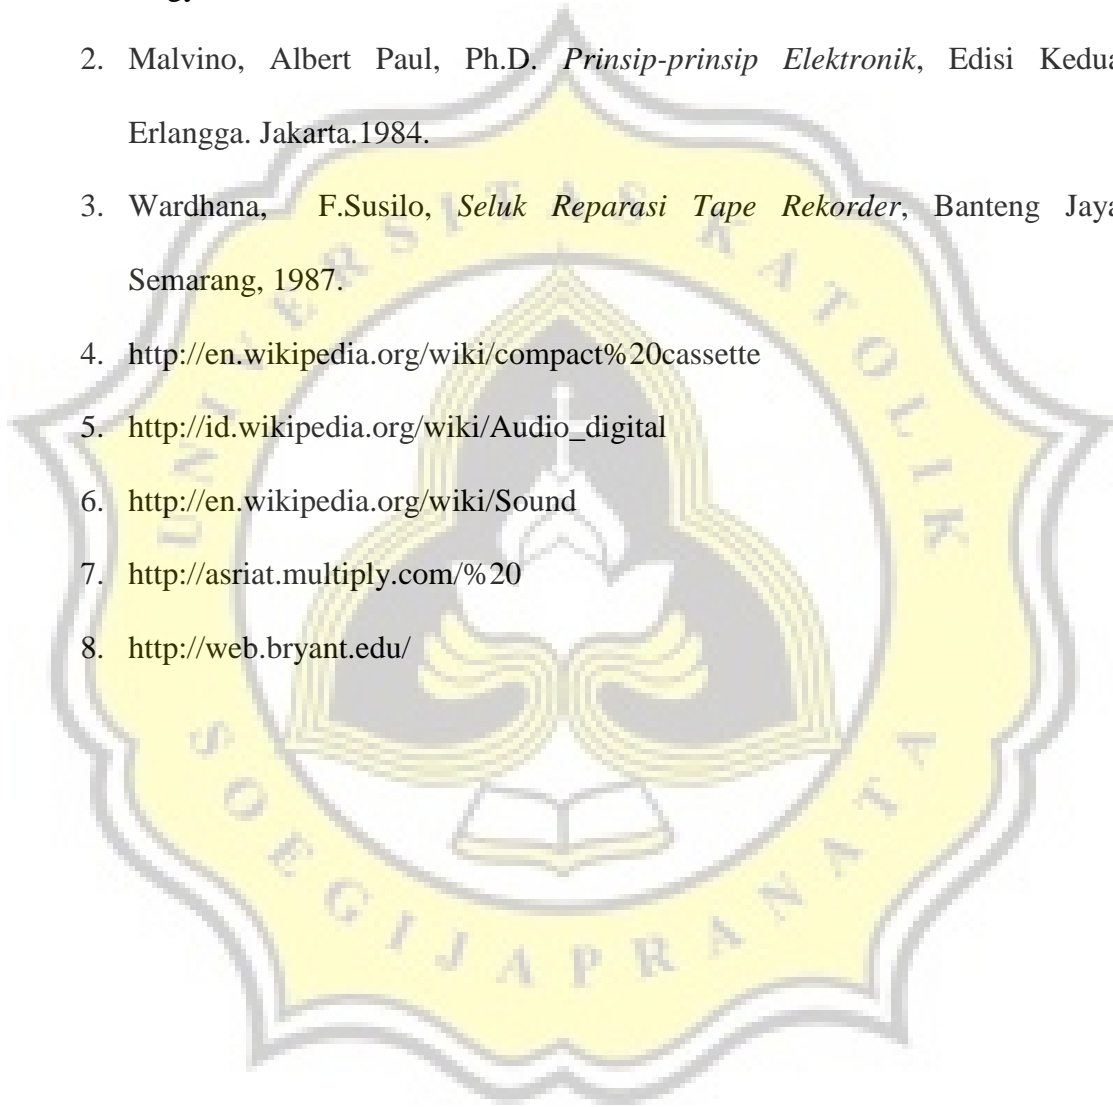 2. Malvino, Albert Paul, Ph.D. Prinsip-prinsip Elektronik, Edisi Kedua
Erlangga. Jakarta.1984.
3. Wardhana, F.Susilo, Seluk Reparasi Tape Rekorder, Banteng Jaya
Semarang, 1987.
4. http://en.wikipedia.org/wiki/compact%20cassette
5. http://id.wikipedia.org/wiki/Audio_digital
6. http://en.wikipedia.org/wiki/Sound
7. http://asriat.multiply.com/%20
8. http://web.bryant.edu/
UNIVERSITAS KATOLIK
SOEGIJAPRANATA